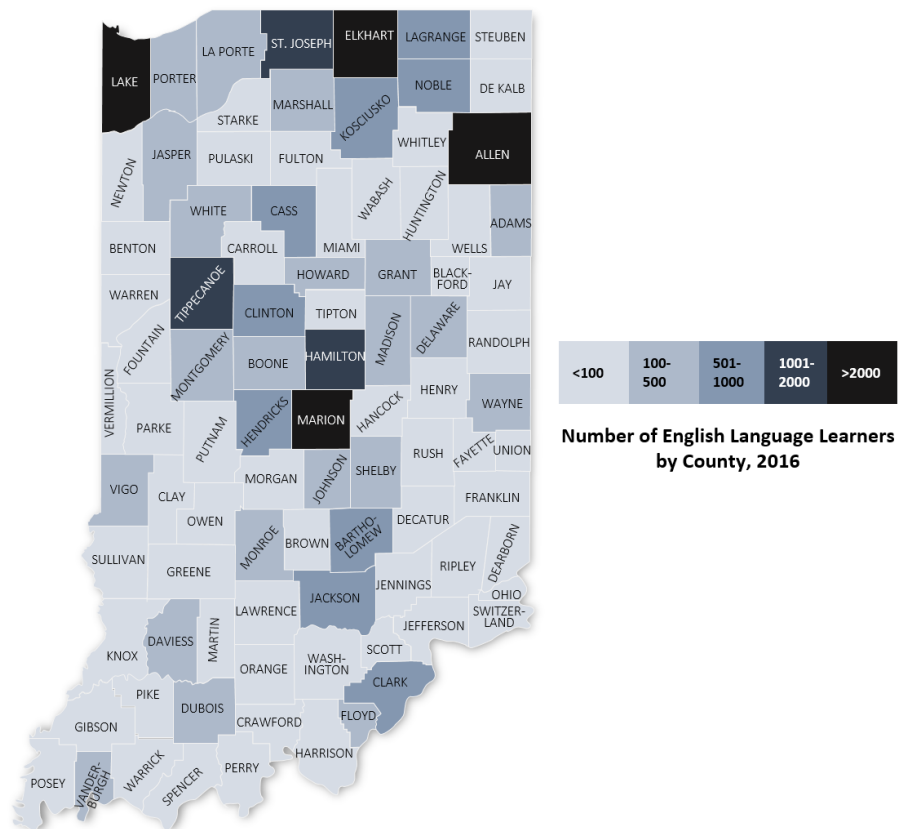 ST. JOSEPH
ELKHART
LAGRANGE
STEUBEN
LAKE
PORTER
LA PORTE
NOBLE
DE KALB
MARSHALL
KOSCIUSKO
STARKE
WHITLEY
ALLEN
NEWTON
JASPER
PULASKI
FULTON
WABASH
HUNTINGTON
WHITE
CASS
ADAMS
BENTON
CARROLL
MIAMI
WELLS
HOWARD
GRANT
BLACK-
FORD
JAY
WARREN
TIPPECANOE
CLINTON
TIPTON
MADISON
DELAWARE
RANDOLPH
FOUNTAIN
MONTGOMERY
BOONE
HAMILTON
VERMILLION
HENRY
WAYNE
PARKE
PUTNAM
HENDRICKS
MARION
HANCOCK
RUSH
FAYETTE
UNION
VIGO
CLAY
MORGAN
JOHNSON
SHELBY
FRANKLIN
OWEN
MONROE
BROWN
BARTHO-
LOMEW
DECATUR
DEARBORN
SULLIVAN
GREENE
JENNINGS
RIPLEY
OHIO
JACKSON
LAWRENCE
JEFFERSON
SWITZER-
LAND
KNOX
DAVIESS
MARTIN
ORANGE
WASH-
INGTON
SCOTT
CLARK
PIKE
DUBOIS
CRAWFORD
FLOYD
GIBSON
HARRISON
POSEY
VANDER-
BURGH
WARRICK
SPENCER
PERRY
<100
100-
500
501-
1000
1001-
2000
>2000
Number of English Language Learners
by County, 2016